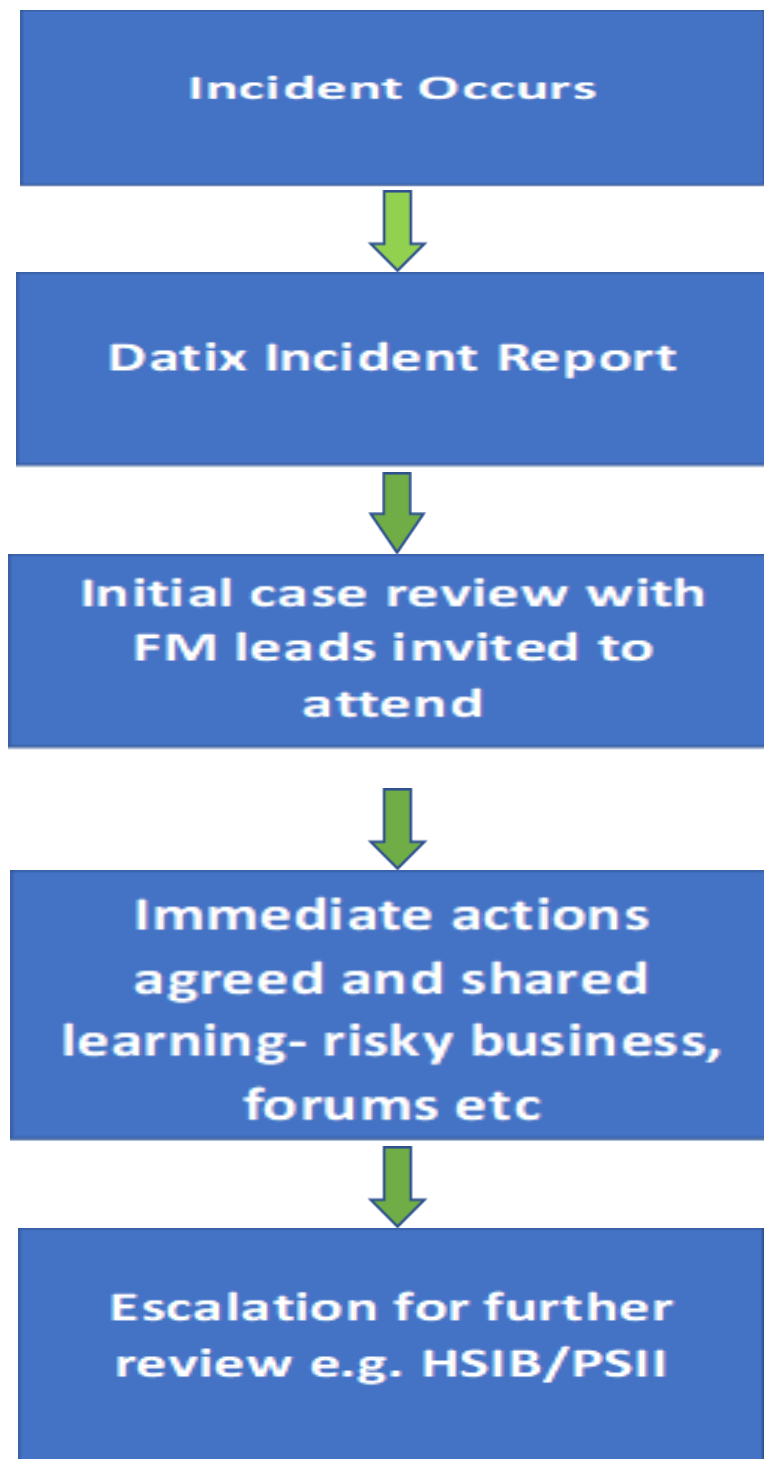 Incident Occurs
Datix Incident Report
Initial case review with
FM leads invited to
attend
Immediate actions
agreed and shared
learning- risky business,
forums etc
Escalation for further
review e.g. HSIB/PSII